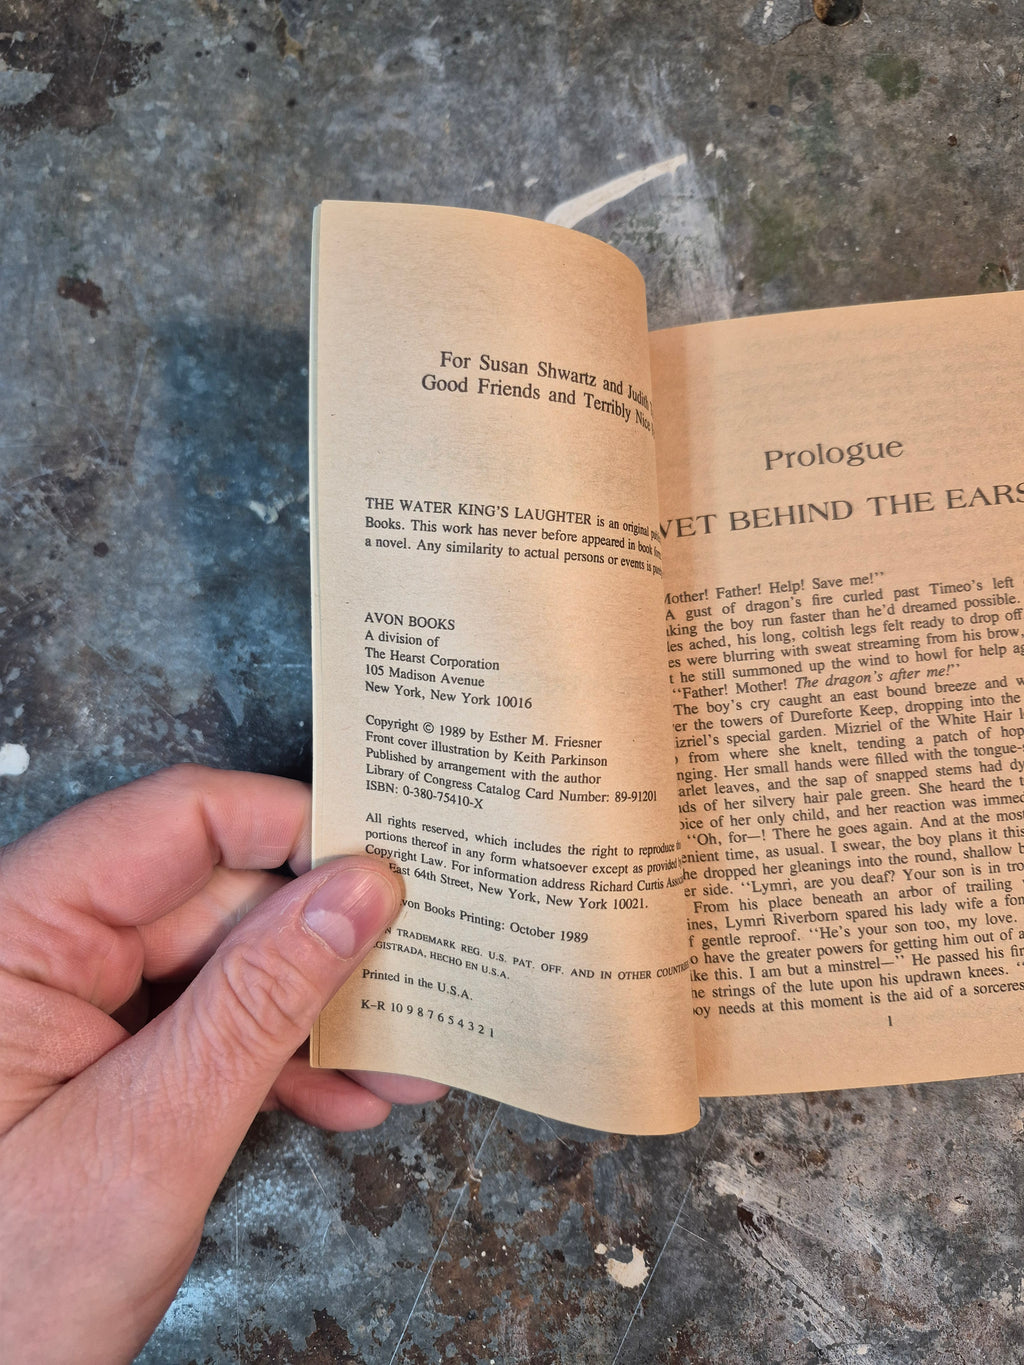 For Susan Shwartz and Judith
Good Friends and Terribly Nice
THE WATER KING'S LAUGHTER is an original
Books. This work has never before appeared in book
a novel. Any similarity to actual persons or events is
AVON BOOKS
A division of
The Hearst Corporation
105 Madison Avenue
New York, New York 10016
Copyright © 1989 by Esther M. Friesner
Front cover illustration by Keith Parkinson
Published by arrangement with the author
Library of Congress Catalog Card Number: 89-91201
ISBN: 0-380-75410-X
All rights reserved, which includes the right to reproduce
portions thereof in any form whatsoever except as provided
Copyright Law. For information address Richard Curtis
East 64th Street, New York, New York 10021.
Books Printing: October 1989
TRADEMARK REG. U.S. PAT. OFF. AND IN OTHER
HECHO EN U.S.A.
Printed in the U.S.A.
K–R 10 9 8 7 6 5 4 3 2 1
Prologue
BEHIND THE EARS
Father! Help! Save me!''
A gust of dragon's fire curled past Timeo's left
the boy run faster than he'd dreamed possible.
ached, his long, coltish legs felt ready to drop off
were blurring with sweat streaming from his brow,
he still summoned up the wind to howl for help
''Father! Mother! The dragon's after me!''
The boy's cry caught an east bound breeze and
the towers of Dureforte Keep, dropping into the
special garden. Mizriel of the White Hair
from where she knelt, tending a patch of
Her small hands were filled with the
leaves, and the sap of snapped stems had
of her silvery hair pale green. She heard the
of her only child, and her reaction was
''Oh, for—! There he goes again. And at the most
time, as usual. I swear, the boy plans it this
he dropped her gleanings into the round, shallow
side. ''Lymri, are you deaf? Your son is in
From his place beneath an arbor of trailing
Lymri Riverborn spared his lady wife a
gentle reproof. ''He's your son too, my love.
have the greater powers for getting him out of a
this. I am but a minstrel—'' He passed his
strings of the lute upon his updrawn knees.
needs at this moment is the aid of a
1